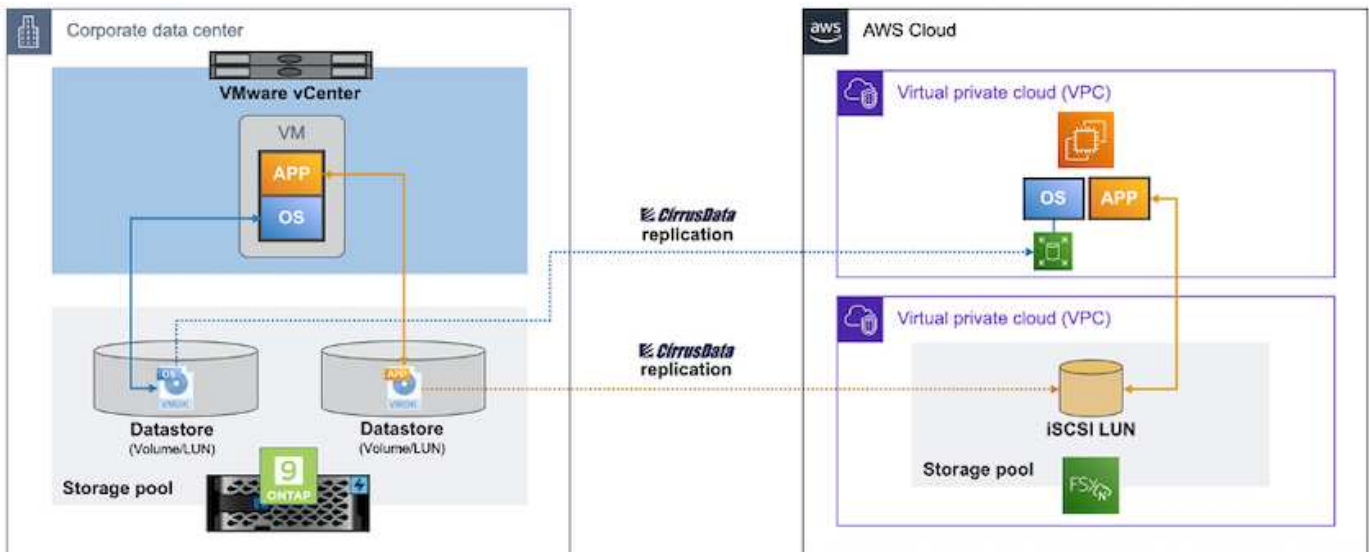 Corporate data center
VMware vCenter
VM
APP
OS
OS
VMDK
APP
VMDK
Datastore
(Volume/LUN)
Datastore
(Volume/LUN)
Storage pool
9
ONTAP
CirrusData
replication
CirrusData
replication
aws
AWS Cloud
Virtual private cloud (VPC)
OS
APP
Virtual private cloud (VPC)
iSCSI LUN
Storage pool
FSx
N